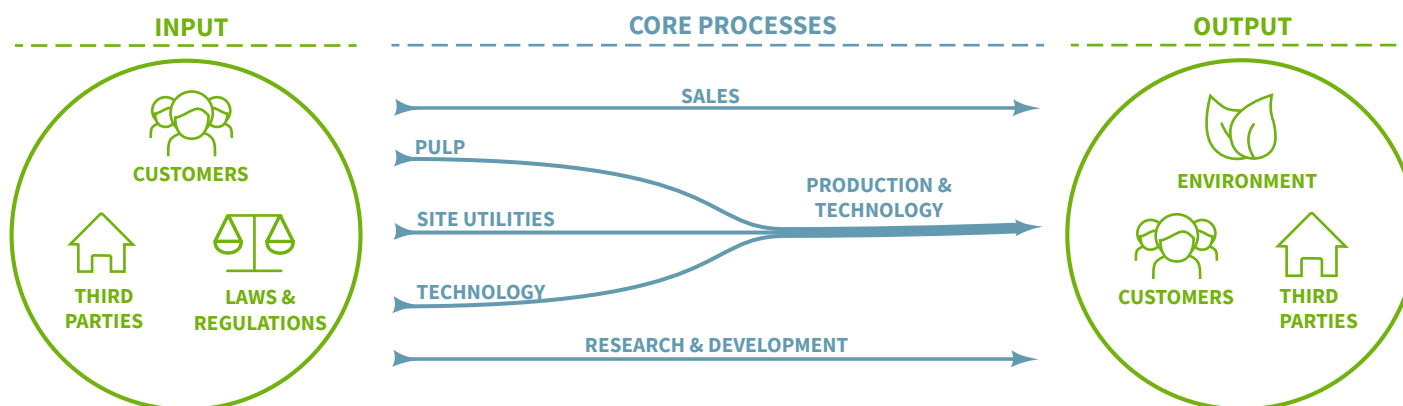 INPUT
CUSTOMERS
THIRD
PARTIES
LAWS &
REGULATIONS
CORE PROCESSES
SALES
PULP
SITE UTILITIES
TECHNOLOGY
PRODUCTION &
TECHNOLOGY
RESEARCH & DEVELOPMENT
OUTPUT
ENVIRONMENT
CUSTOMERS
THIRD
PARTIES